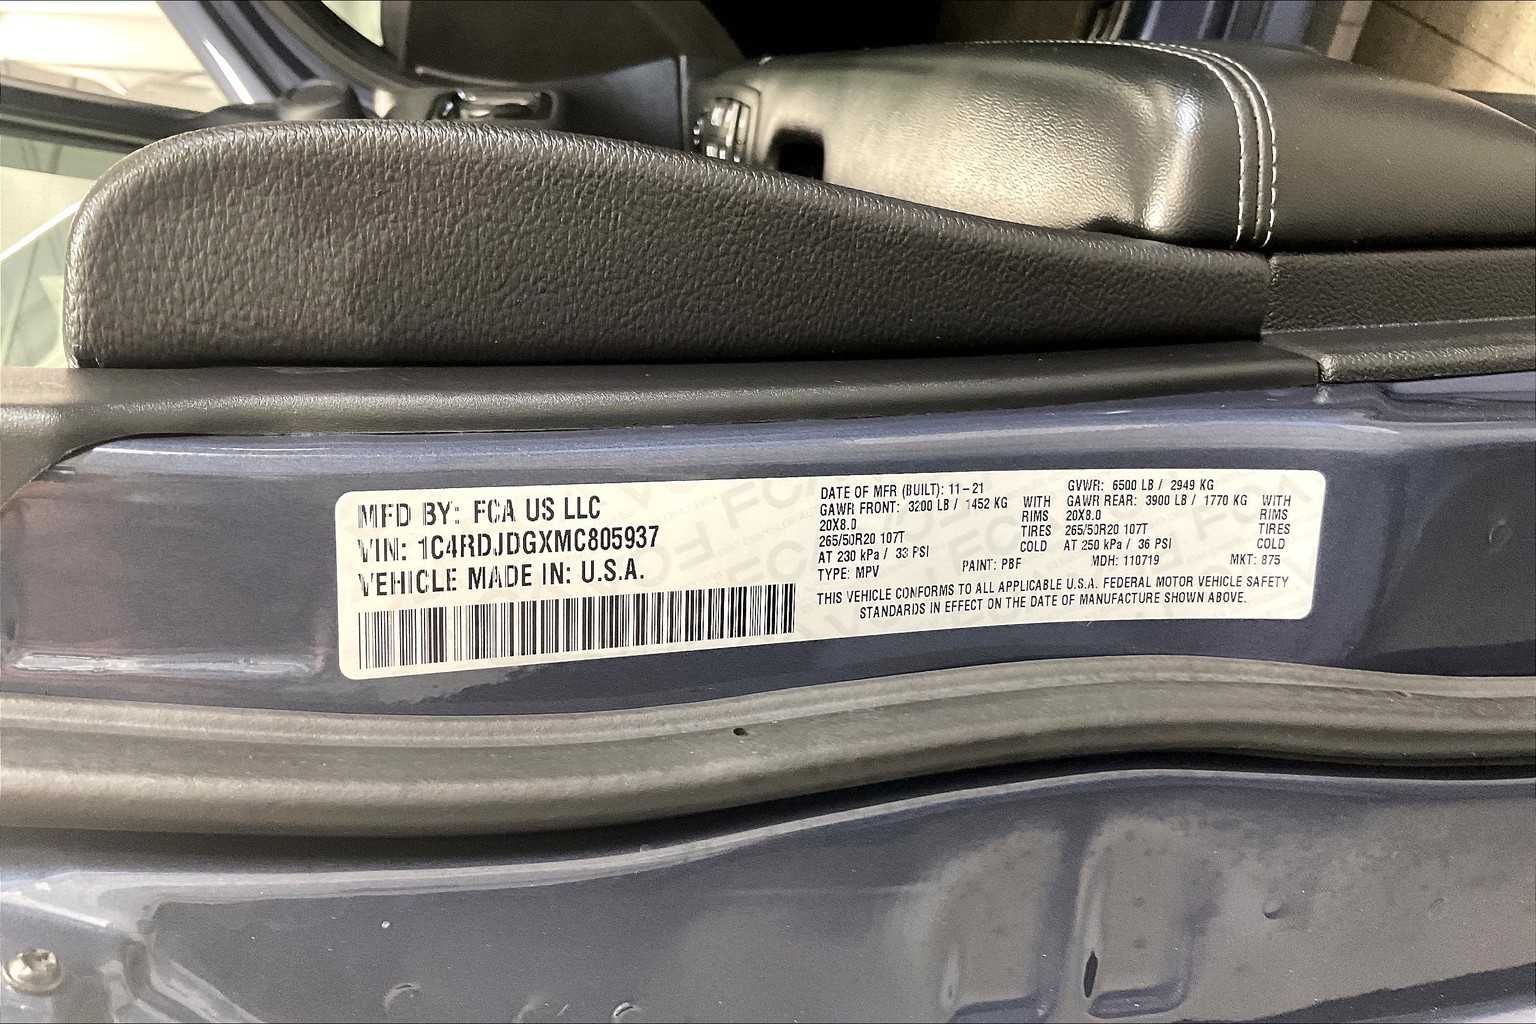 MFD BY: FCA US LLC
VIN: 1C4RDJDGXMC805937
VEHICLE MADE IN: U.S.A.
DATE OF MFR (BUILT): 11-21
GAWR FRONT: 3200 LB / 1452 KG WITH
20X8.0 RIMS
265/50R20 107T TIRES
AT 230 kPa / 33 PSI COLD
TYPE: MPV PAINT: PBF
GVWR: 6500 LB / 2949 KG
GAWR REAR: 3900 LB / 1770 KG WITH
20X8.0 RIMS
265/50R20 107T TIRES
AT 250 kPa / 36 PSI COLD
MDH: 110719 MKT: 875
THIS VEHICLE CONFORMS TO ALL APPLICABLE U.S.A. FEDERAL MOTOR VEHICLE SAFETY
STANDARDS IN EFFECT ON THE DATE OF MANUFACTURE SHOWN ABOVE.